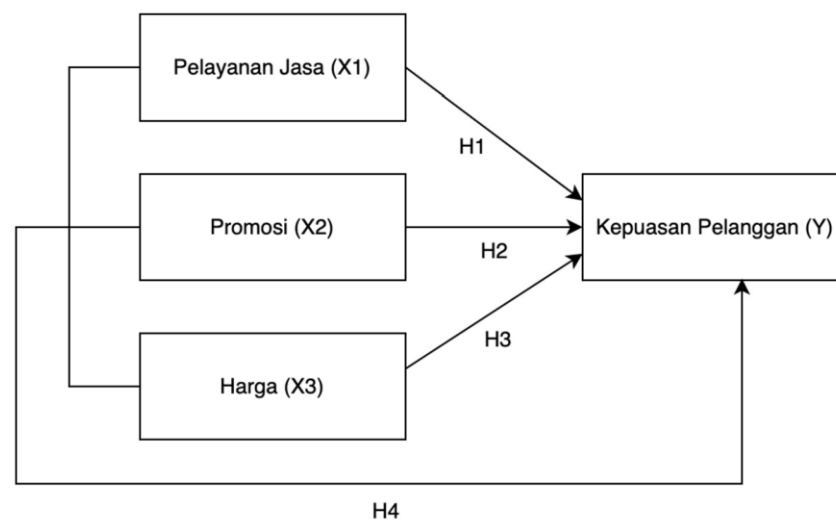 Pelayanan Jasa (X1)
H1
Promosi (X2)
Kepuasan Pelanggan (Y)
H2
H3
Harga (X3)
H4